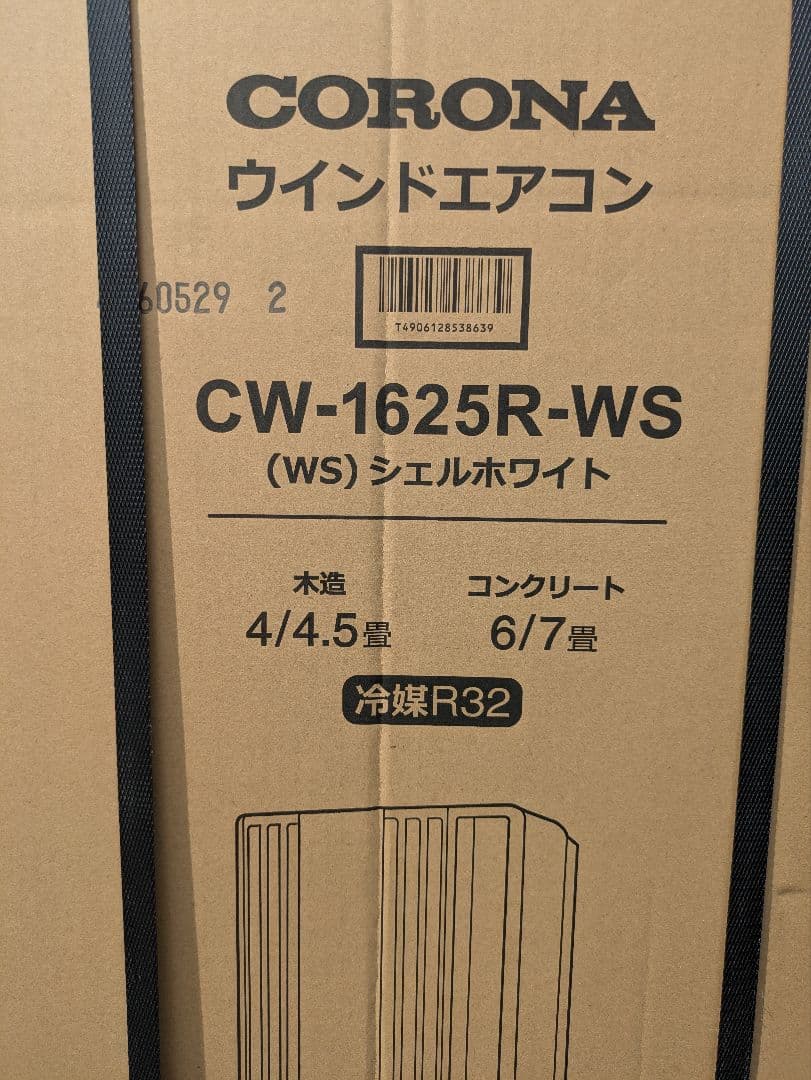 CORONA
ウインドエアコン
60529 2
T4906128538639
CW-1625R-WS
(WS) シェルホワイト
木造
4/4.5畳
コンクリート
6/7畳
冷媒R32